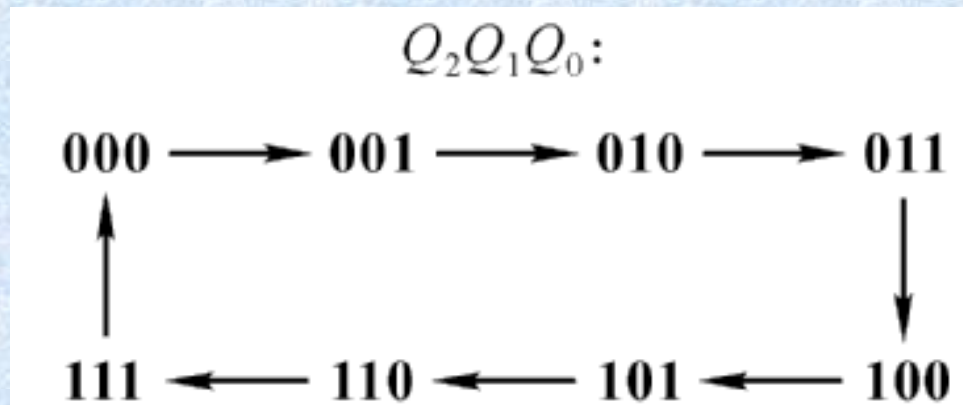 Q₂Q₁Q₀:
000 → 001 → 010 → 011
111 ← 110 ← 101 ← 100